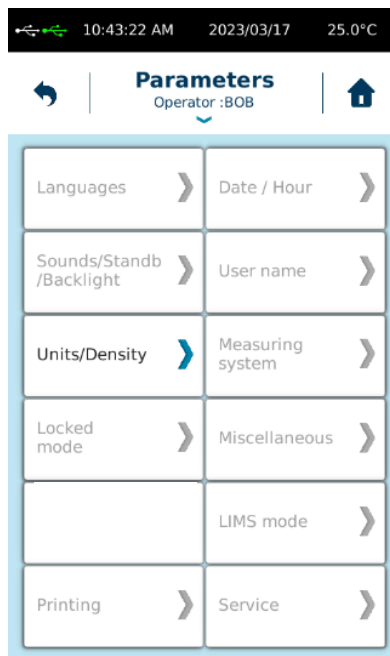 10:43:22 AM 2023/03/17 25.0°C
Parameters
Operator :BOB
Languages
Date / Hour
Sounds/Standb
/Backlight
User name
Units/Density
Measuring
system
Locked
mode
Miscellaneous
LIMS mode
Printing
Service